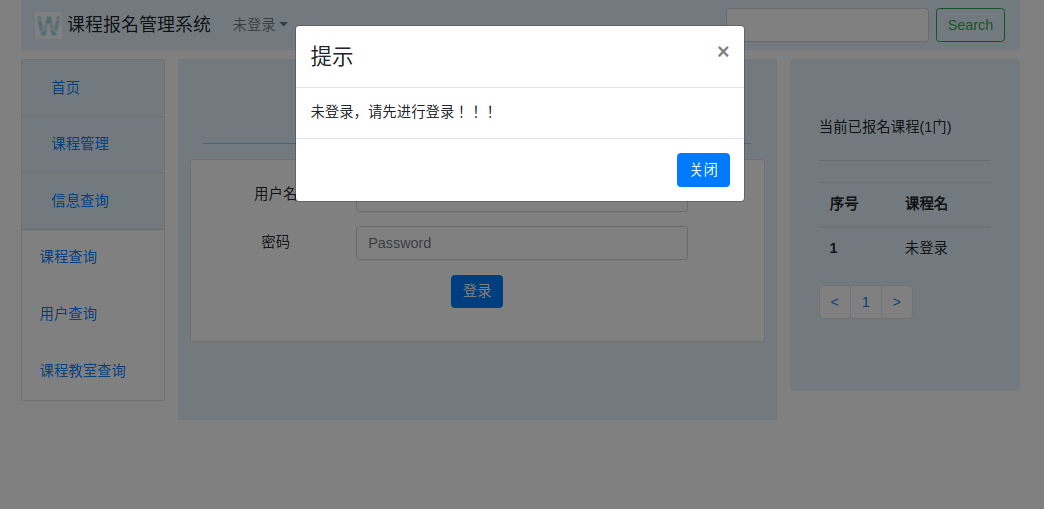 W 课程报名管理系统 未登录 Search
提示 ×
未登录，请先进行登录！！！
关闭
首页
课程管理
信息查询
课程查询
用户查询
课程教室查询
用户名
密码 Password
登录
当前已报名课程(1门)
序号 课程名
1 未登录
< 1 >